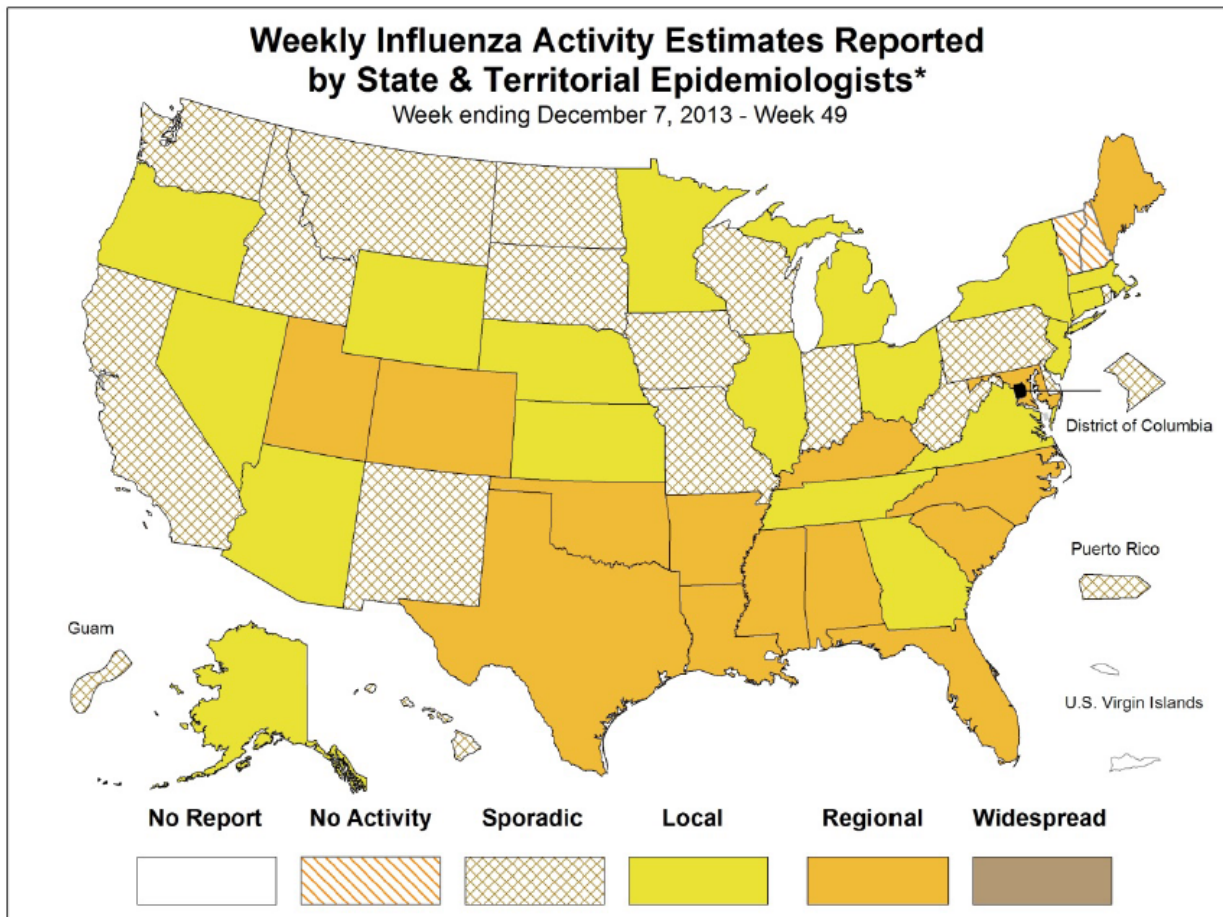 Weekly Influenza Activity Estimates Reported
by State & Territorial Epidemiologists*
Week ending December 7, 2013 - Week 49
District of Columbia
Puerto Rico
Guam
U.S. Virgin Islands
No Report No Activity Sporadic Local Regional Widespread